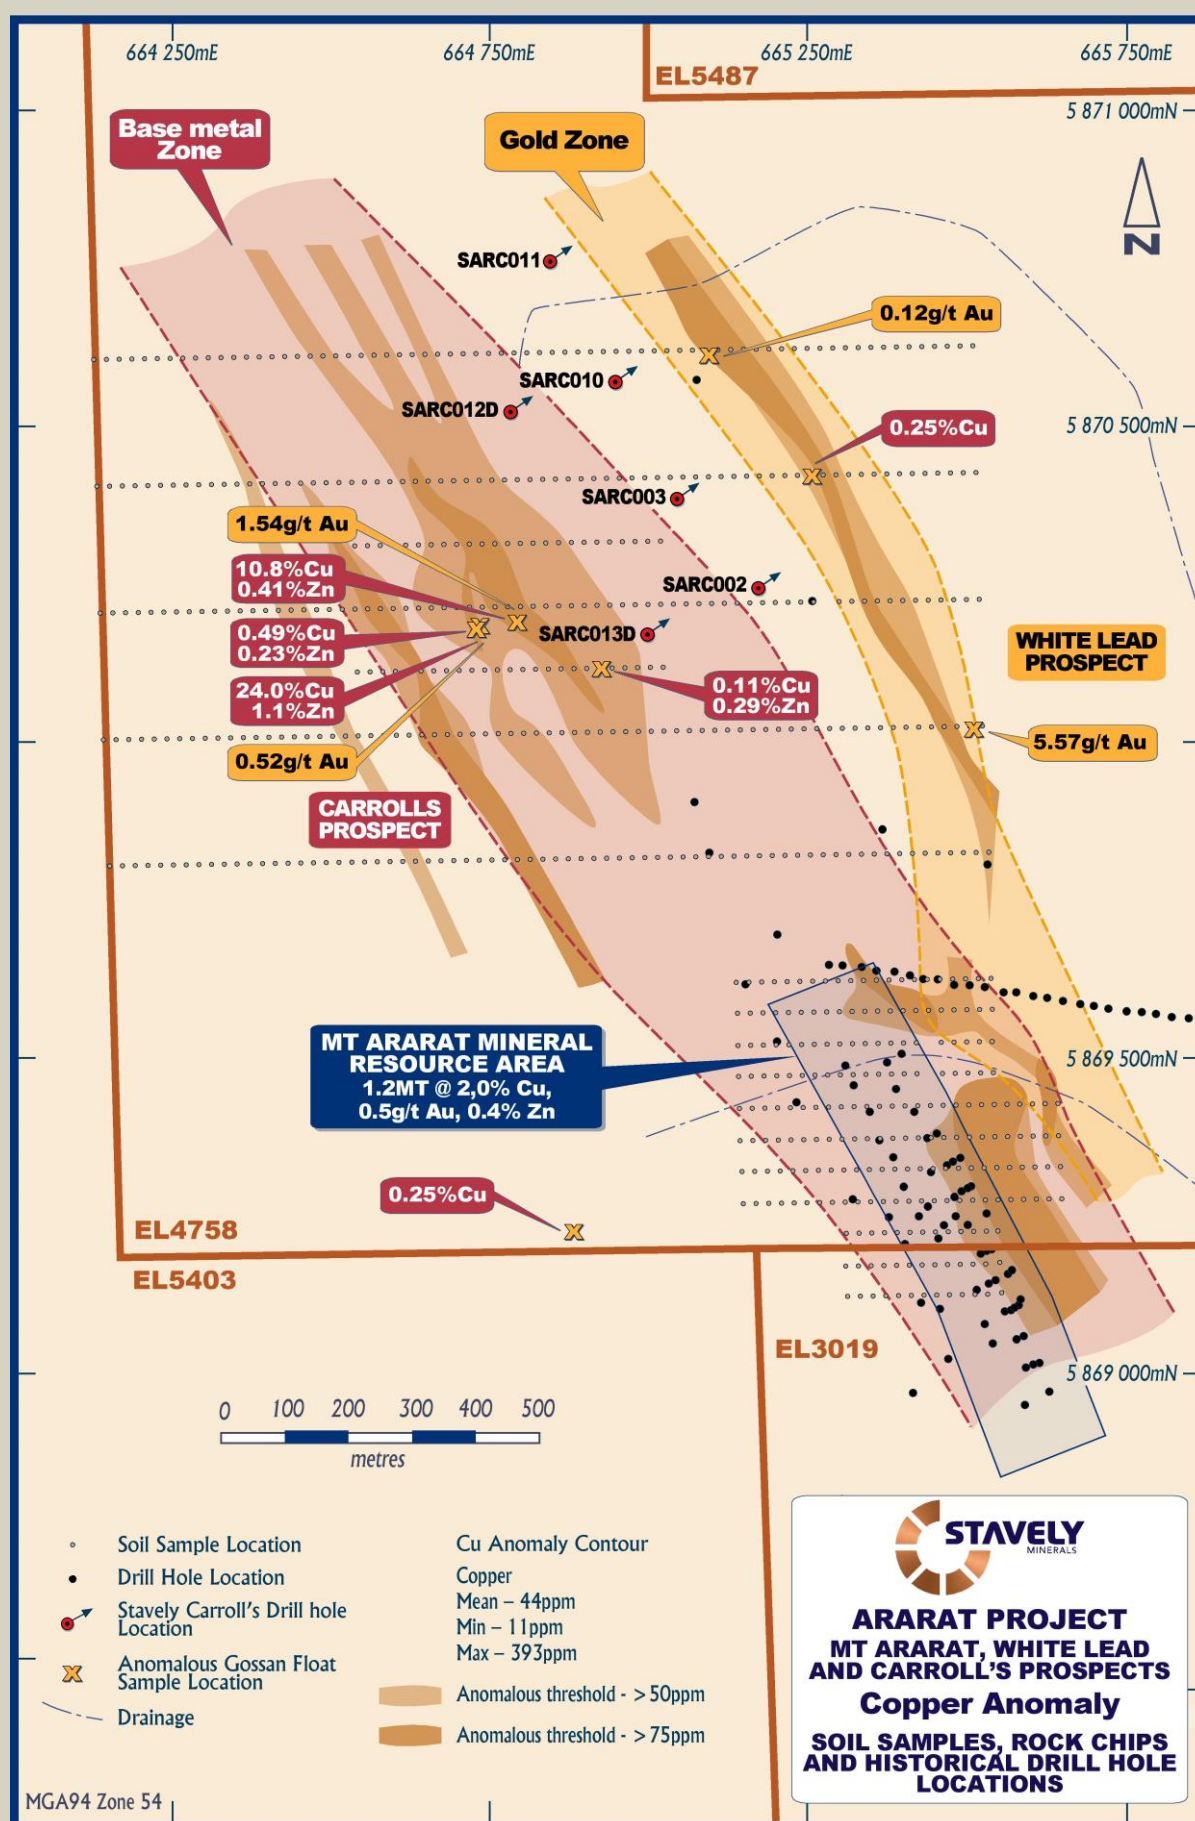 664 250mE
664 750mE
665 250mE
665 750mE
EL5487
5 871 000mN
Base metal
Zone
Gold Zone
N
SARC011
0.12g/t Au
SARC010
SARC012D
0.25%Cu
5 870 500mN
SARC003
1.54g/t Au
10.8%Cu
0.41%Zn
SARC002
0.49%Cu
0.23%Zn
SARC013D
WHITE LEAD
PROSPECT
24.0%Cu
1.1%Zn
0.11%Cu
0.29%Zn
0.52g/t Au
5.57g/t Au
CARROLLS
PROSPECT
MT ARARAT MINERAL
RESOURCE AREA
1.2MT @ 2,0% Cu,
0.5g/t Au, 0.4% Zn
5 869 500mN
0.25%Cu
EL4758
EL5403
EL3019
5 869 000mN
0 100 200 300 400 500
metres
Soil Sample Location
Drill Hole Location
Stavely Carroll's Drill hole
Location
Anomalous Gossan Float
Sample Location
Drainage
Cu Anomaly Contour
Copper
Mean – 44ppm
Min – 11ppm
Max – 393ppm
Anomalous threshold - >50ppm
Anomalous threshold - >75ppm
MGA94 Zone 54
STAVELY
MINERALS
ARARAT PROJECT
MT ARARAT, WHITE LEAD
AND CARROLL'S PROSPECTS
Copper Anomaly
SOIL SAMPLES, ROCK CHIPS
AND HISTORICAL DRILL HOLE
LOCATIONS